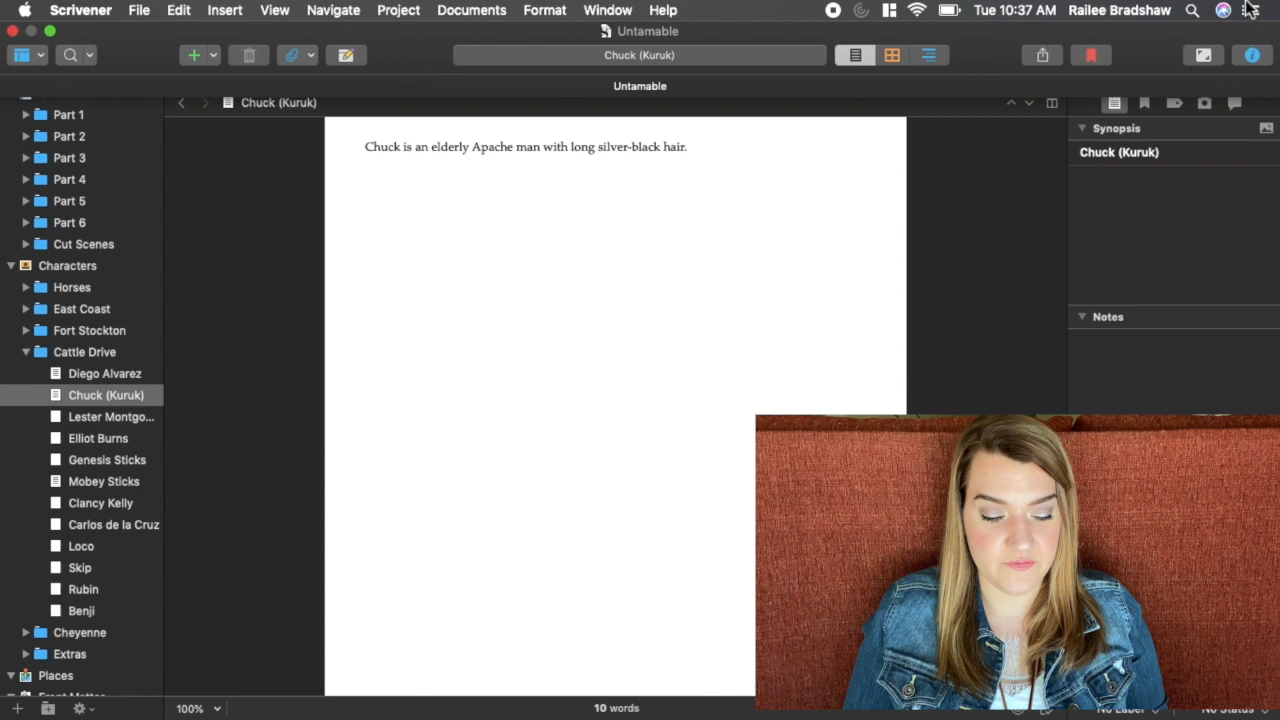 Scrivener File Edit Insert View Navigate Project Documents Format Window Help Tue 10:37 AM Railee Bradshaw
Untamable
Chuck (Kuruk)
Untamable
Chuck (Kuruk)
Part 1
Part 2
Part 3
Part 4
Part 5
Part 6
Cut Scenes
Characters
Horses
East Coast
Fort Stockton
Cattle Drive
Diego Alvarez
Chuck (Kuruk)
Lester Montgo...
Elliot Burns
Genesis Sticks
Mobey Sticks
Clancy Kelly
Carlos de la Cruz
Loco
Skip
Rubin
Benji
Cheyenne
Extras
Places
Chuck is an elderly Apache man with long silver-black hair.
Synopsis
Chuck (Kuruk)
Notes
100%
10 words
No Label
No Status